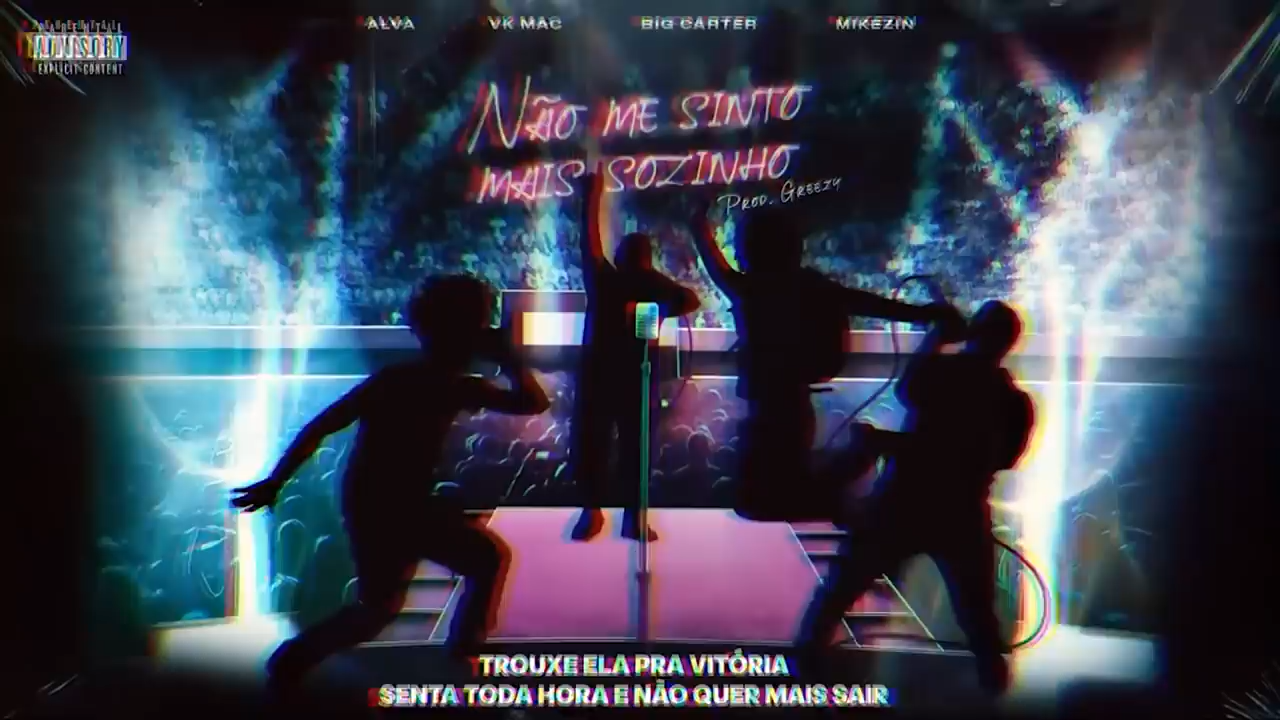 ALVA VK MAC BIG CARTER MIKEZIN
ADVISORY
EXPLICIT CONTENT
NÃO ME SINTO
MAIS SOZINHO
PROD. GREEZY
TROUXE ELA PRA VITÓRIA
SENTA TODA HORA E NÃO QUER MAIS SAIR